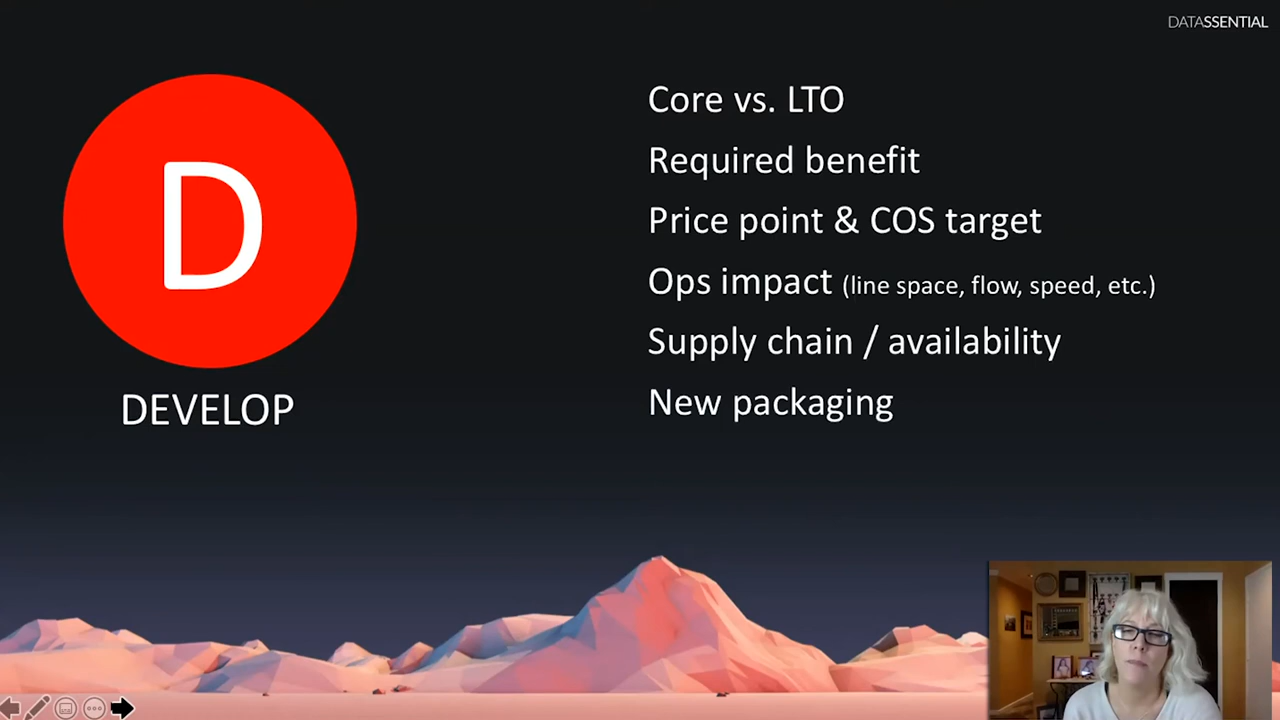 DATASSENTIAL
D
DEVELOP
Core vs. LTO
Required benefit
Price point & COS target
Ops impact (line space, flow, speed, etc.)
Supply chain / availability
New packaging